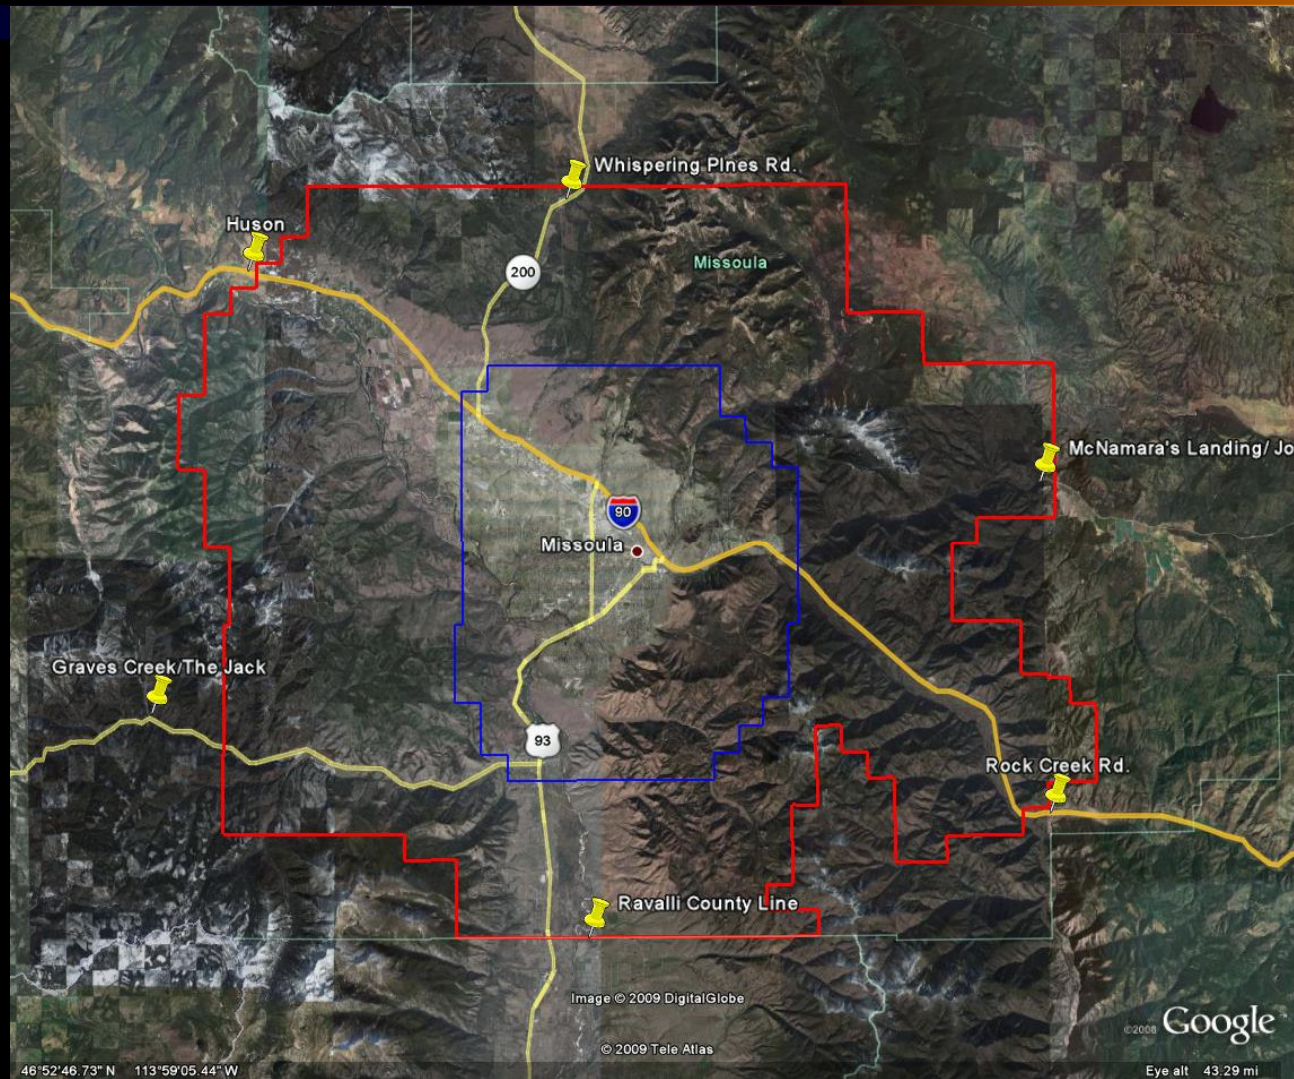 Whispering PInes Rd.
Huson
Missoula
200
McNamara's Landing/ Jo
90
Missoula
Graves Creek/The Jack
93
Rock Creek Rd.
Ravalli County Line
Image © 2009 DigitalGlobe
©2008 Google™
© 2009 Tele Atlas
46°52'46.73" N 113°59'05.44" W
Eye alt 43.29 mi